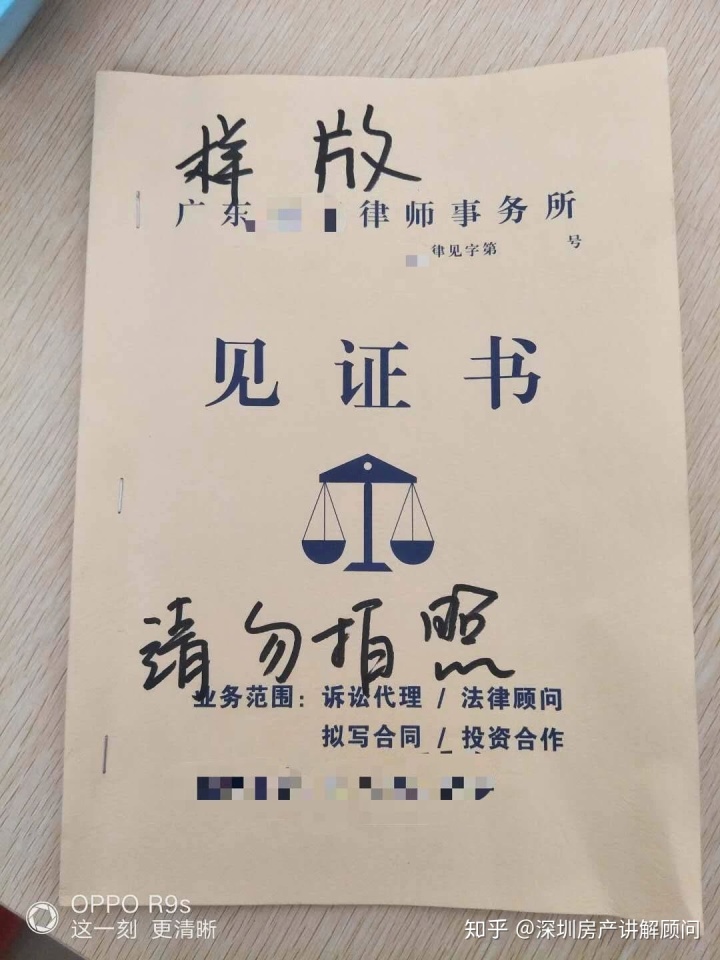 样版
广东 律师事务所
律见字第 号
见证书
请勿拍照
业务范围：诉讼代理 / 法律顾问
拟写合同 / 投资合作
OPPO R9s
这一刻 更清晰
知乎 @深圳房产讲解顾问